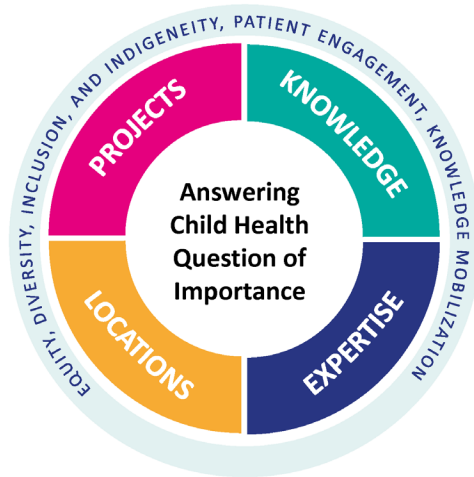 EQUITY, DIVERSITY, INCLUSION, AND INDIGENEITY, PATIENT ENGAGEMENT, KNOWLEDGE MOBILIZATION
PROJECTS
KNOWLEDGE
Answering
Child Health
Question of
Importance
LOCATIONS
EXPERTISE